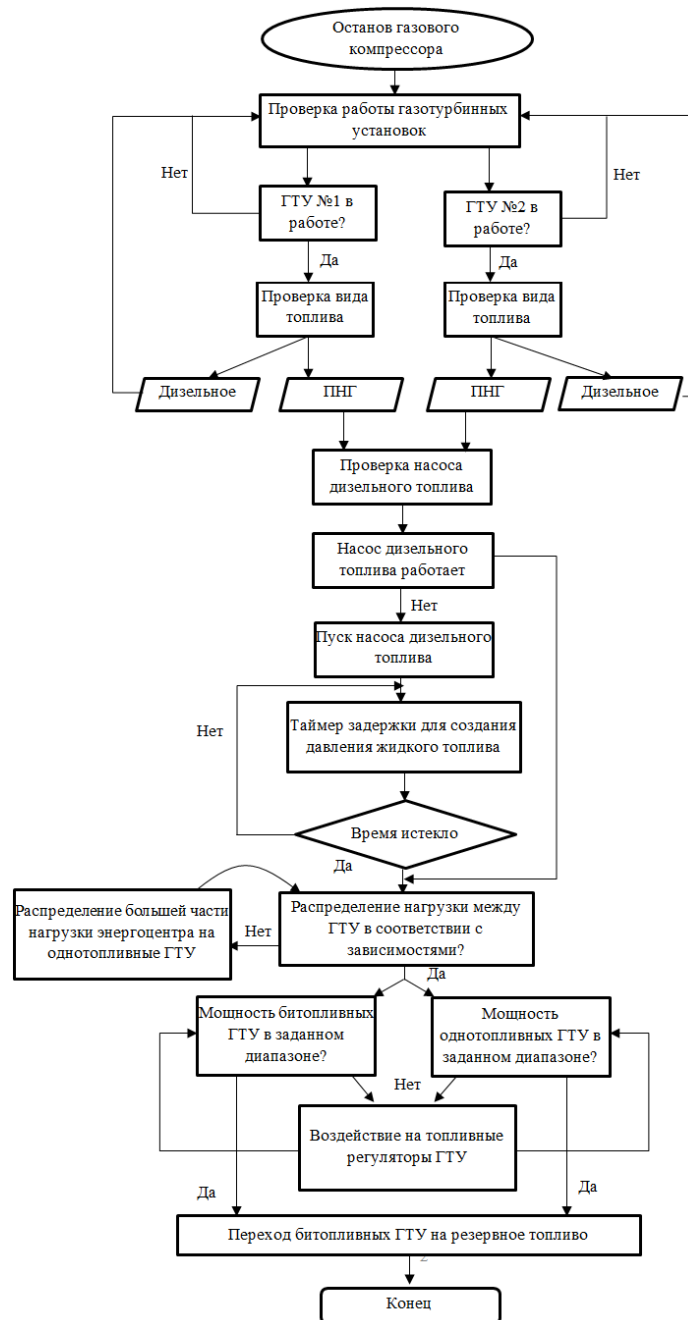 Останов газового
компрессора
Проверка работы газотурбинных
установок
Нет
Нет
ГТУ №1 в
работе?
ГТУ №2 в
работе?
Да
Да
Проверка вида
топлива
Проверка вида
топлива
Дизельное
ПНГ
ПНГ
Дизельное
Проверка насоса
дизельного топлива
Насос дизельного
топлива работает
Нет
Пуск насоса дизельного
топлива
Нет
Таймер задержки для создания
давления жидкого топлива
Время истекло
Да
Распределение большей части
нагрузки энергоцентра на
однотопливные ГТУ
Нет
Распределение нагрузки между
ГТУ в соответствии с
зависимостями?
Да
Мощность битопливных
ГТУ в заданном
диапазоне?
Мощность
однотопливных ГТУ в
заданном диапазоне?
Нет
Воздействие на топливные
регуляторы ГТУ
Да
Да
Переход битопливных ГТУ на резервное топливо
2
Конец